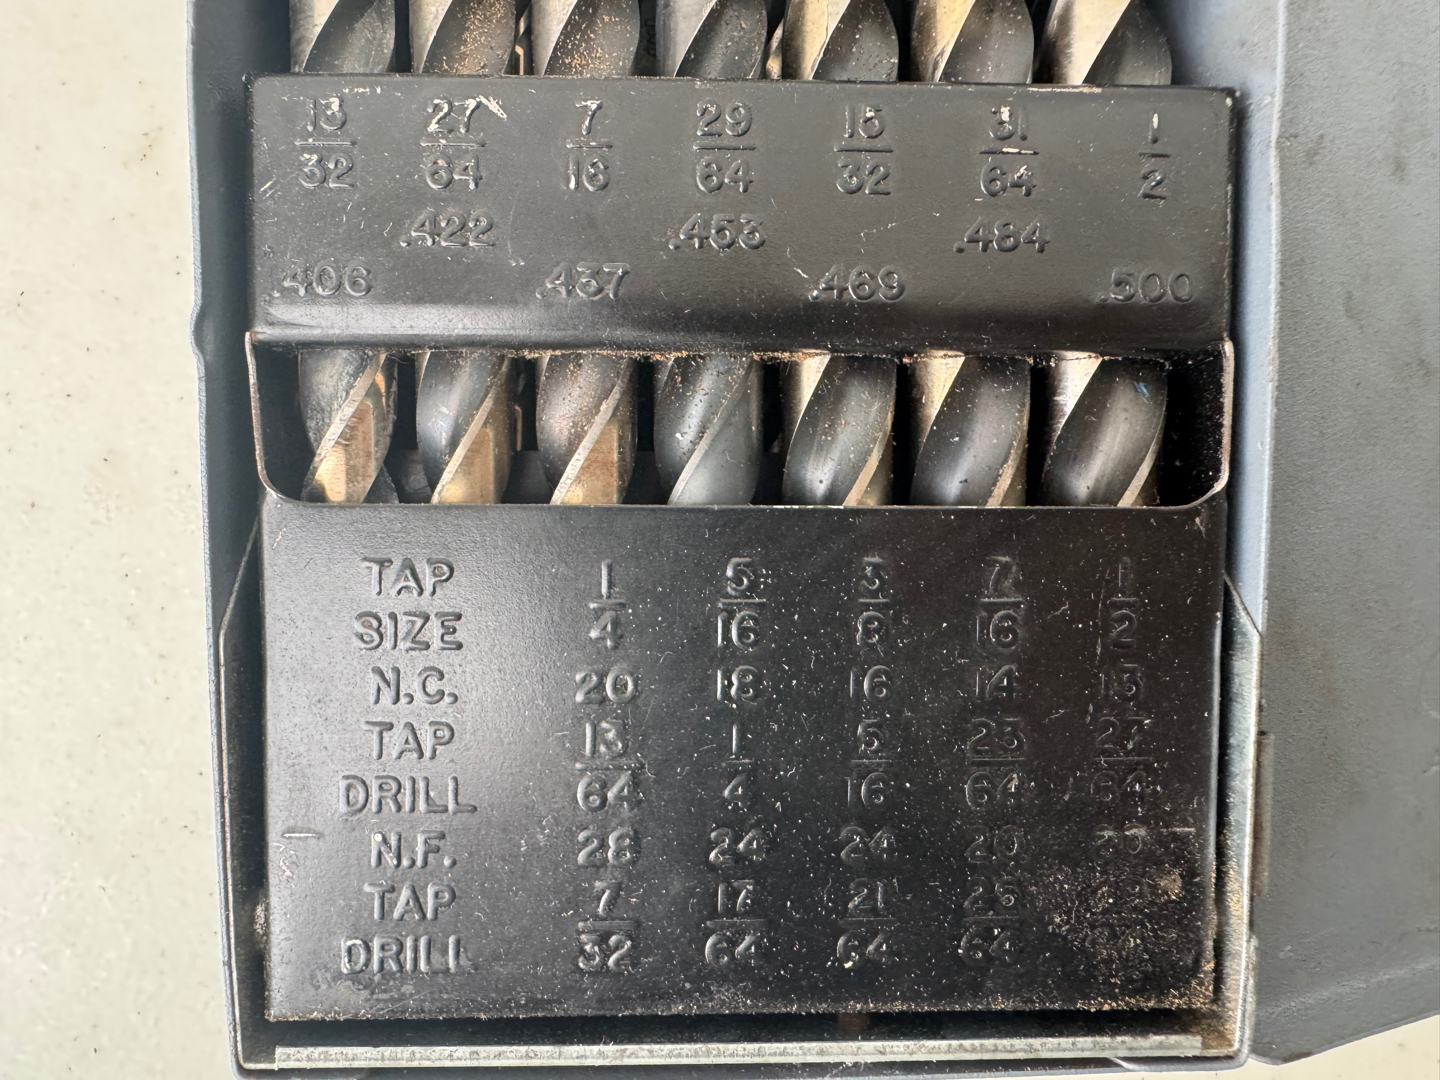 13/32 27/64 7/16 29/64 15/32 31/64 1/2
.422 .453 .484
.406 .437 .469 .500
TAP SIZE 1/4 5/16 3/8 7/16 1/2
N.C. 20 18 16 14 13
TAP DRILL 13/64 1/4 5/16 23/64 27/64
N.F. 28 24 24 20 20
TAP DRILL 7/32 17/64 21/64 25/64